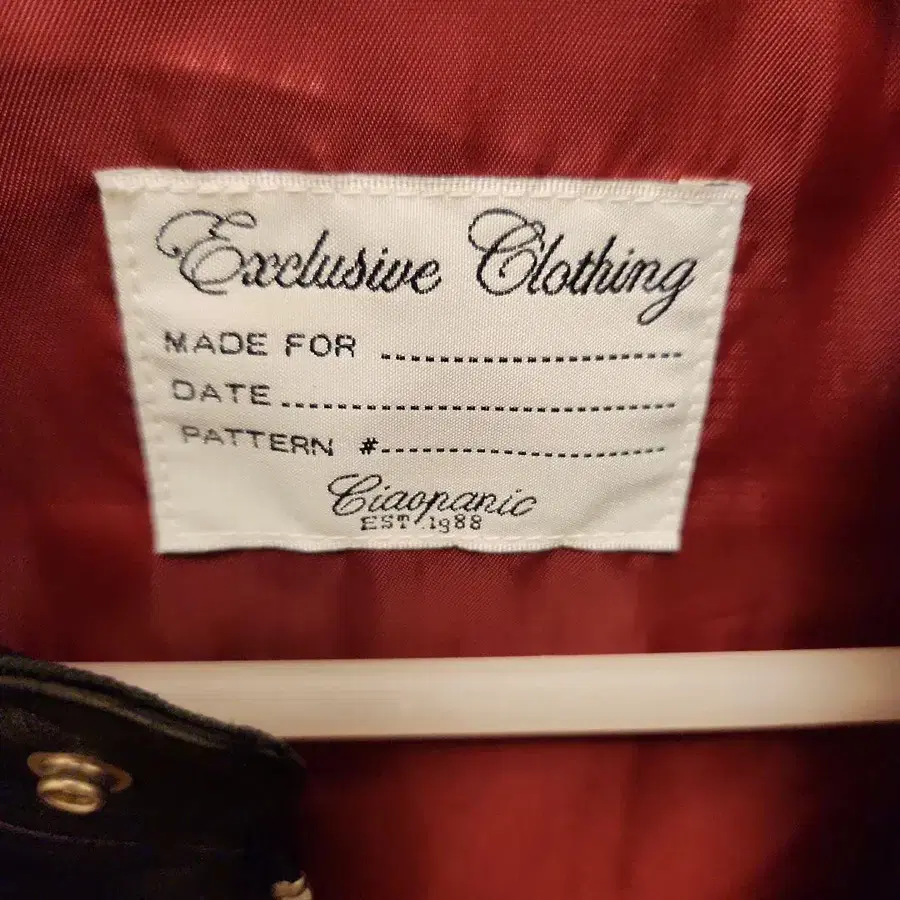 Exclusive Clothing
MADE FOR ........................................
DATE ........................................
PATTERN # ........................................
Ciaopanic
EST.1988